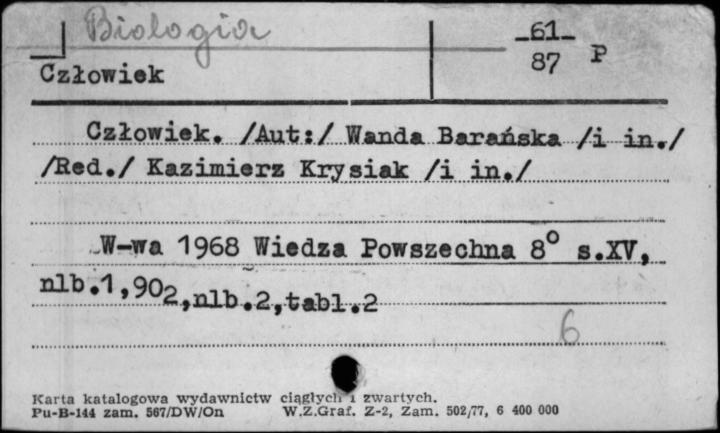 Biologia
-61-
87 P
Człowiek
Człowiek. /Aut:/ Wanda Barańska /i in./
/Red./ Kazimierz Krysiak /i in./
W-wa 1968 Wiedza Powszechna 8° s.XV,
nlb.1,902,nlb.2,tabl.2
6
Karta katalogowa wydawnictw ciągłych i zwartych.
Pu-B-144 zam. 567/DW/On W.Z.Graf. Z-2, Zam. 502/77, 6 400 000